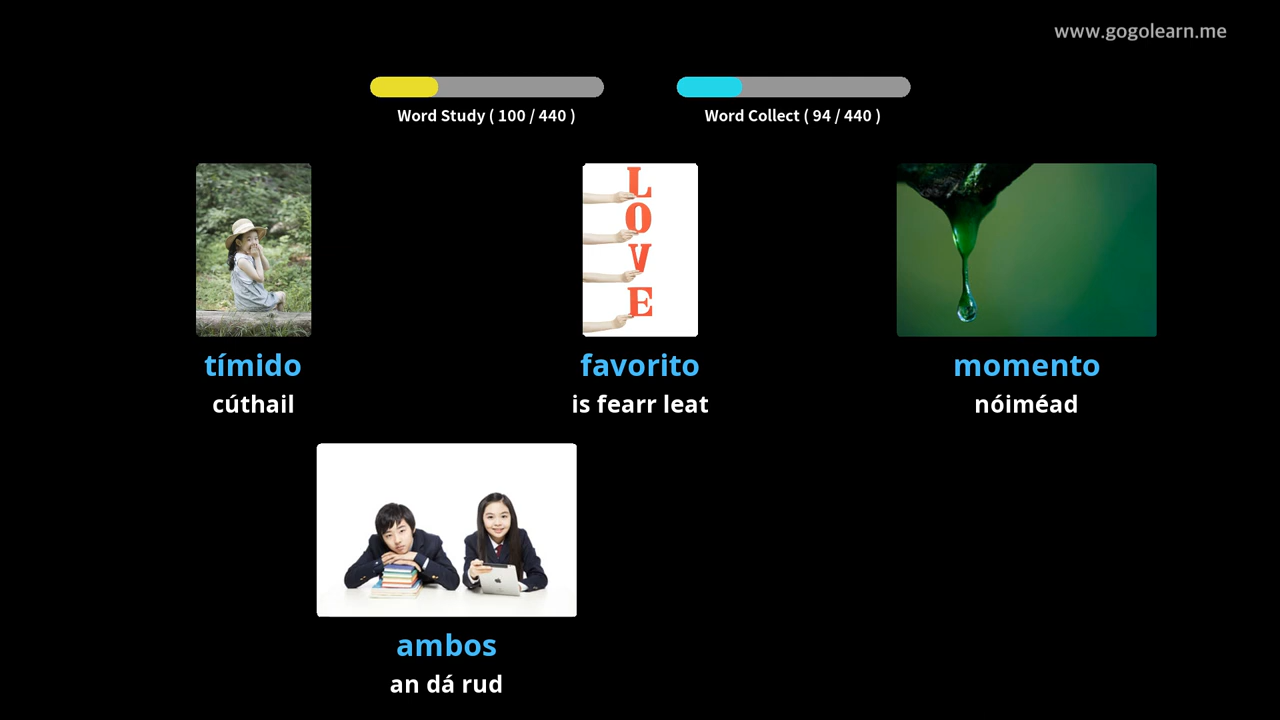 www.gogolearn.me
Word Study ( 100 / 440 )
Word Collect ( 94 / 440 )
L
O
V
E
tímido
cúthail
favorito
is fearr leat
momento
nóiméad
ambos
an dá rud